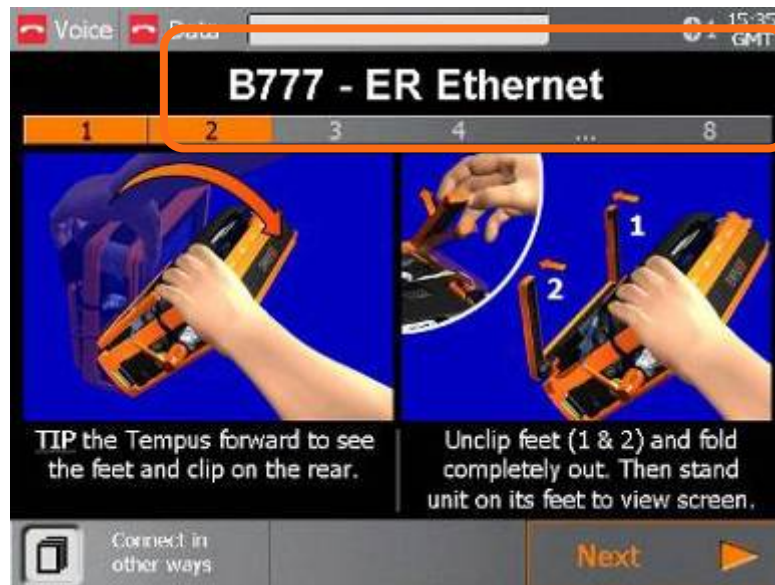 Voice Data 1 15:35
GMT
B777 - ER Ethernet
1 2 3 4 ... 8
1
2
TIP the Tempus forward to see
the feet and clip on the rear.
Unclip feet (1 & 2) and fold
completely out. Then stand
unit on its feet to view screen.
Connect in
other ways
Next